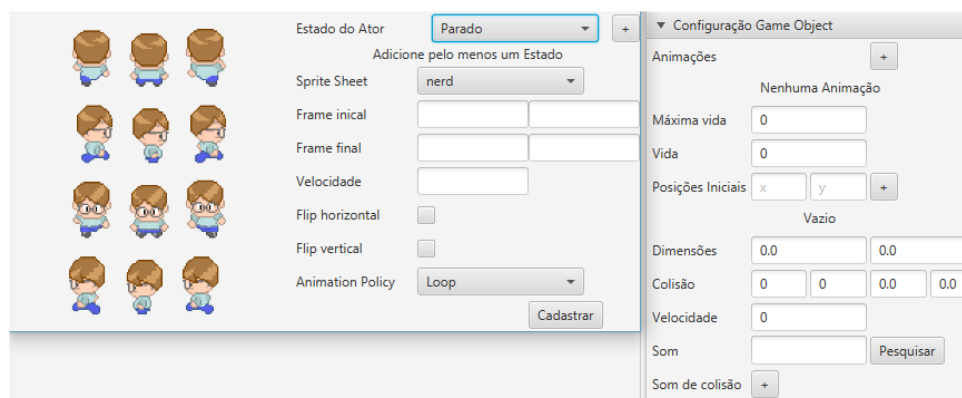 Estado do Ator Parado +
Adicione pelo menos um Estado
Sprite Sheet nerd
Frame inical
Frame final
Velocidade
Flip horizontal
Flip vertical
Animation Policy Loop
Cadastrar
Configuração Game Object
Animações +
Nenhuma Animação
Máxima vida 0
Vida 0
Posições Iniciais x y +
Vazio
Dimensões 0.0 0.0
Colisão 0 0 0.0 0.0
Velocidade 0
Som Pesquisar
Som de colisão +